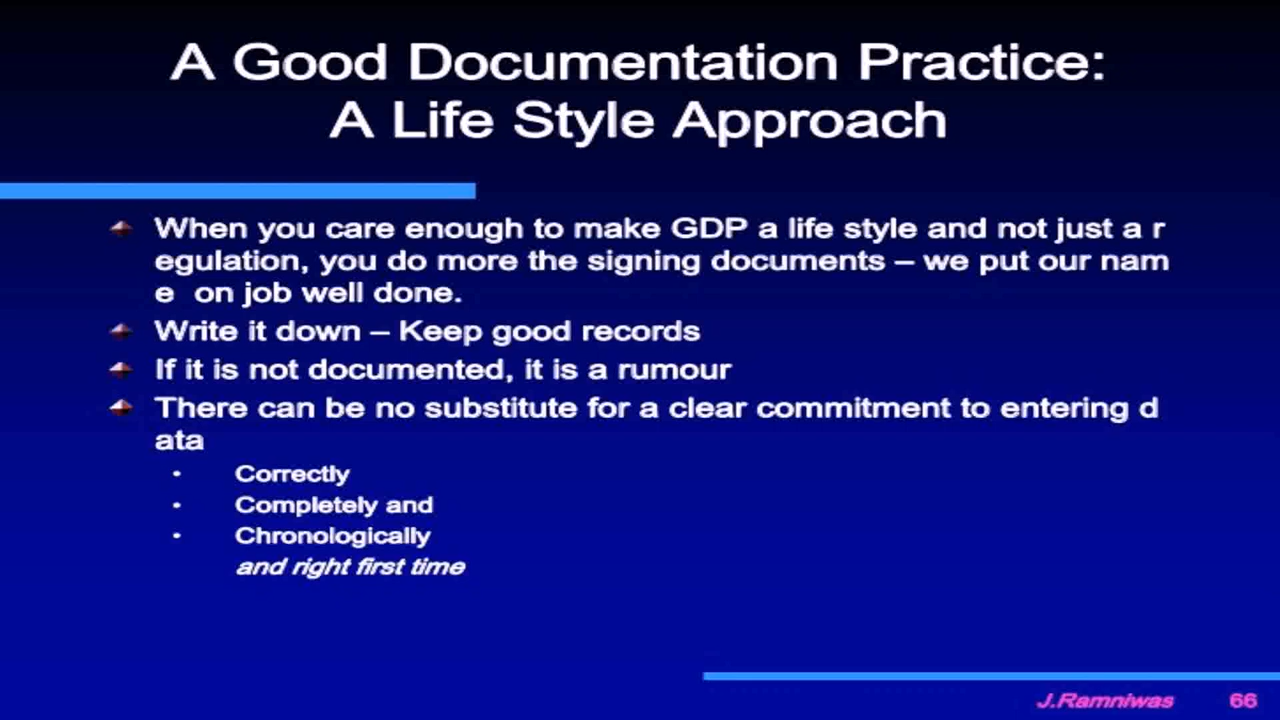 A Good Documentation Practice:
A Life Style Approach
When you care enough to make GDP a life style and not just a r
egulation, you do more the signing documents – we put our nam
e on job well done.
Write it down – Keep good records
If it is not documented, it is a rumour
There can be no substitute for a clear commitment to entering d
ata
• Correctly
• Completely and
• Chronologically
and right first time
J.Ramniwas 66